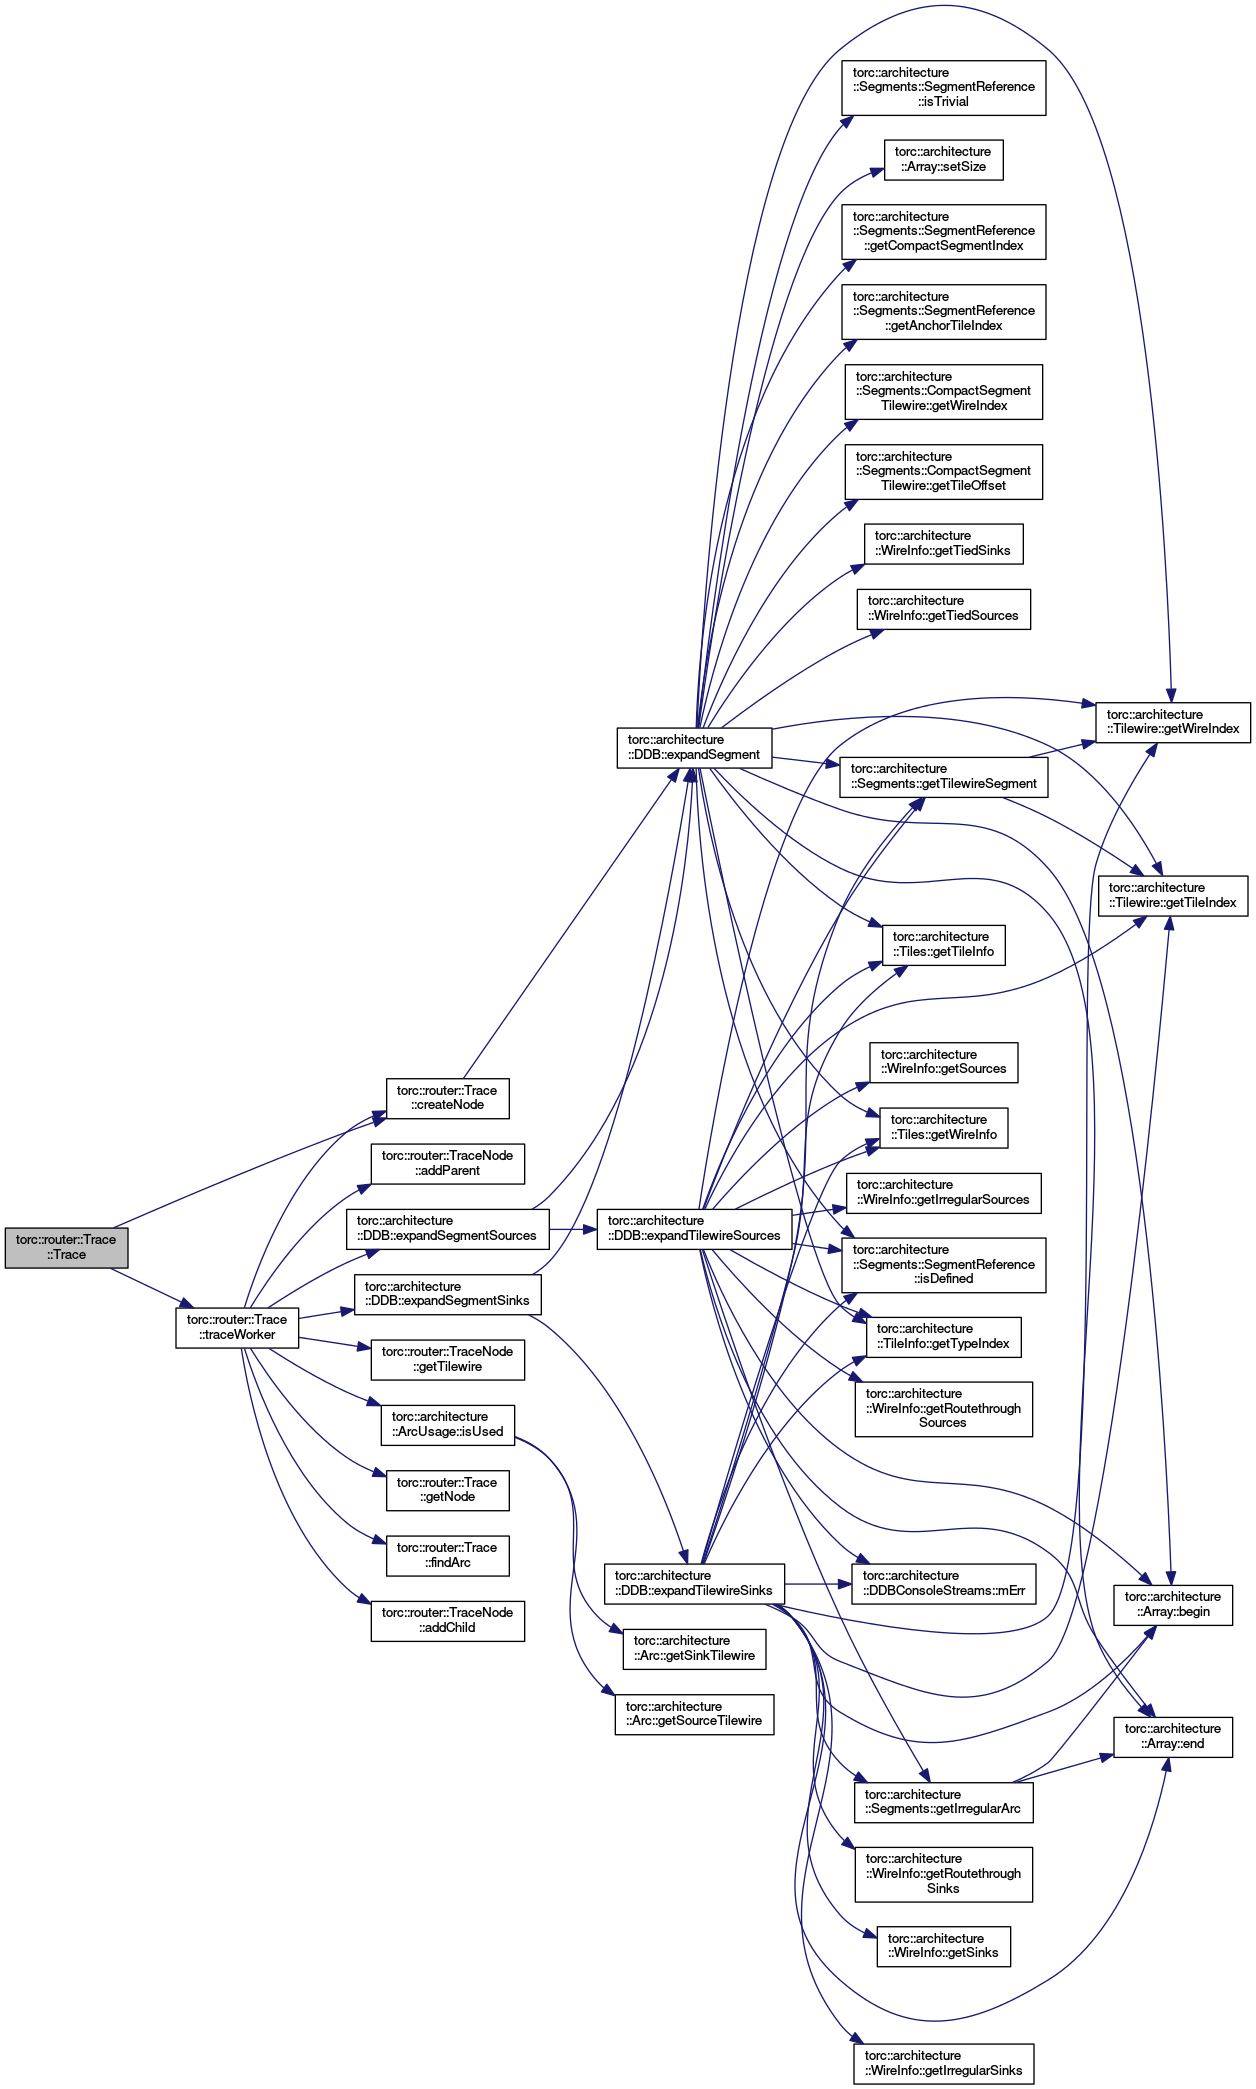 torc::router::Trace
::Trace
torc::router::Trace
::traceWorker
torc::router::Trace
::createNode
torc::router::TraceNode
::addParent
torc::architecture
::DDB::expandSegmentSources
torc::architecture
::DDB::expandSegmentSinks
torc::router::TraceNode
::getTilewire
torc::architecture
::ArcUsage::isUsed
torc::router::Trace
::getNode
torc::router::Trace
::findArc
torc::router::TraceNode
::addChild
torc::architecture
::DDB::expandSegment
torc::architecture
::DDB::expandTilewireSources
torc::architecture
::DDB::expandTilewireSinks
torc::architecture
::Arc::getSinkTilewire
torc::architecture
::Arc::getSourceTilewire
torc::architecture
::Segments::SegmentReference
::isTrivial
torc::architecture
::Array::setSize
torc::architecture
::Segments::SegmentReference
::getCompactSegmentIndex
torc::architecture
::Segments::SegmentReference
::getAnchorTileIndex
torc::architecture
::Segments::CompactSegment
Tilewire::getWireIndex
torc::architecture
::Segments::CompactSegment
Tilewire::getTileOffset
torc::architecture
::WireInfo::getTiedSinks
torc::architecture
::WireInfo::getTiedSources
torc::architecture
::Segments::getTilewireSegment
torc::architecture
::Tiles::getTileInfo
torc::architecture
::WireInfo::getSources
torc::architecture
::Tiles::getWireInfo
torc::architecture
::WireInfo::getIrregularSources
torc::architecture
::Segments::SegmentReference
::isDefined
torc::architecture
::TileInfo::getTypeIndex
torc::architecture
::WireInfo::getRoutethrough
Sources
torc::architecture
::DDBConsoleStreams::mErr
torc::architecture
::Segments::getIrregularArc
torc::architecture
::WireInfo::getRoutethrough
Sinks
torc::architecture
::WireInfo::getSinks
torc::architecture
::WireInfo::getIrregularSinks
torc::architecture
::Tilewire::getWireIndex
torc::architecture
::Tilewire::getTileIndex
torc::architecture
::Array::begin
torc::architecture
::Array::end